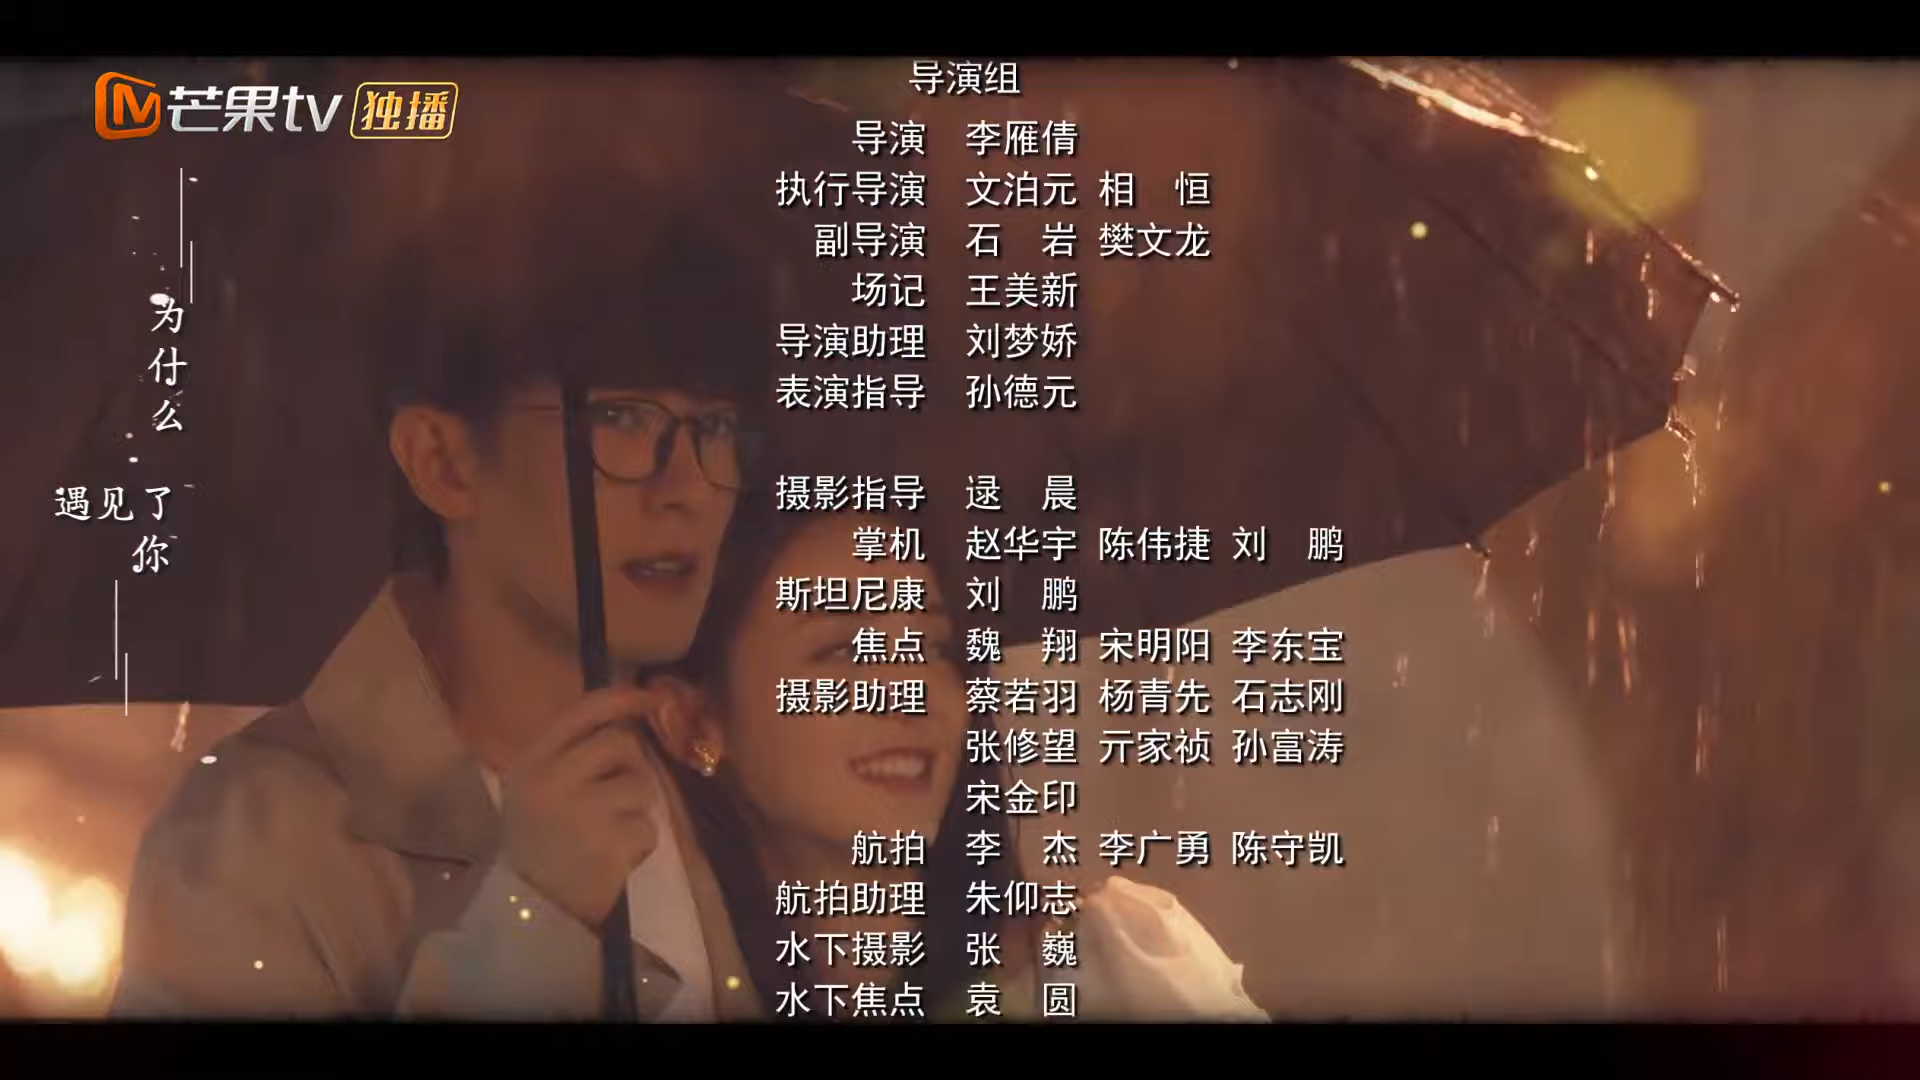 芒果tv 独播
为什么
遇见了
你
导演组
导演 李雁倩
执行导演 文泊元 相 恒
副导演 石 岩 樊文龙
场记 王美新
导演助理 刘梦娇
表演指导 孙德元
摄影指导 逯 晨
掌机 赵华宇 陈伟捷 刘 鹏
斯坦尼康 刘 鹏
焦点 魏 翔 宋明阳 李东宝
摄影助理 蔡若羽 杨青先 石志刚
张修望 亓家祯 孙富涛
宋金印
航拍 李 杰 李广勇 陈守凯
航拍助理 朱仰志
水下摄影 张 巍
水下焦点 袁 圆